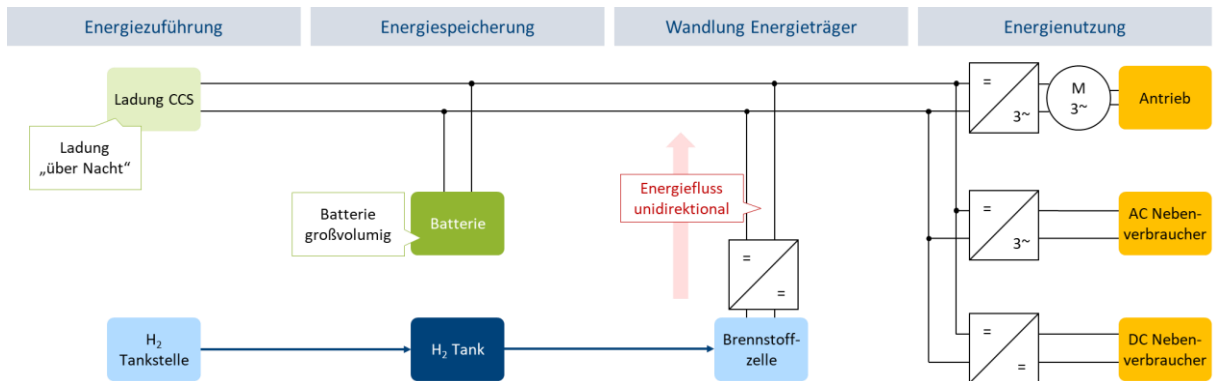 Energiezuführung
Energiespeicherung
Wandlung Energieträger
Energienutzung
Ladung CCS
=
3~
M
3~
Antrieb
Ladung
„über Nacht“
Energiefluss
unidirektional
Batterie
großvolumig
Batterie
=
3~
AC Neben-
verbraucher
=
=
H₂
Tankstelle
H₂ Tank
Brennstoff-
zelle
=
=
DC Neben-
verbraucher